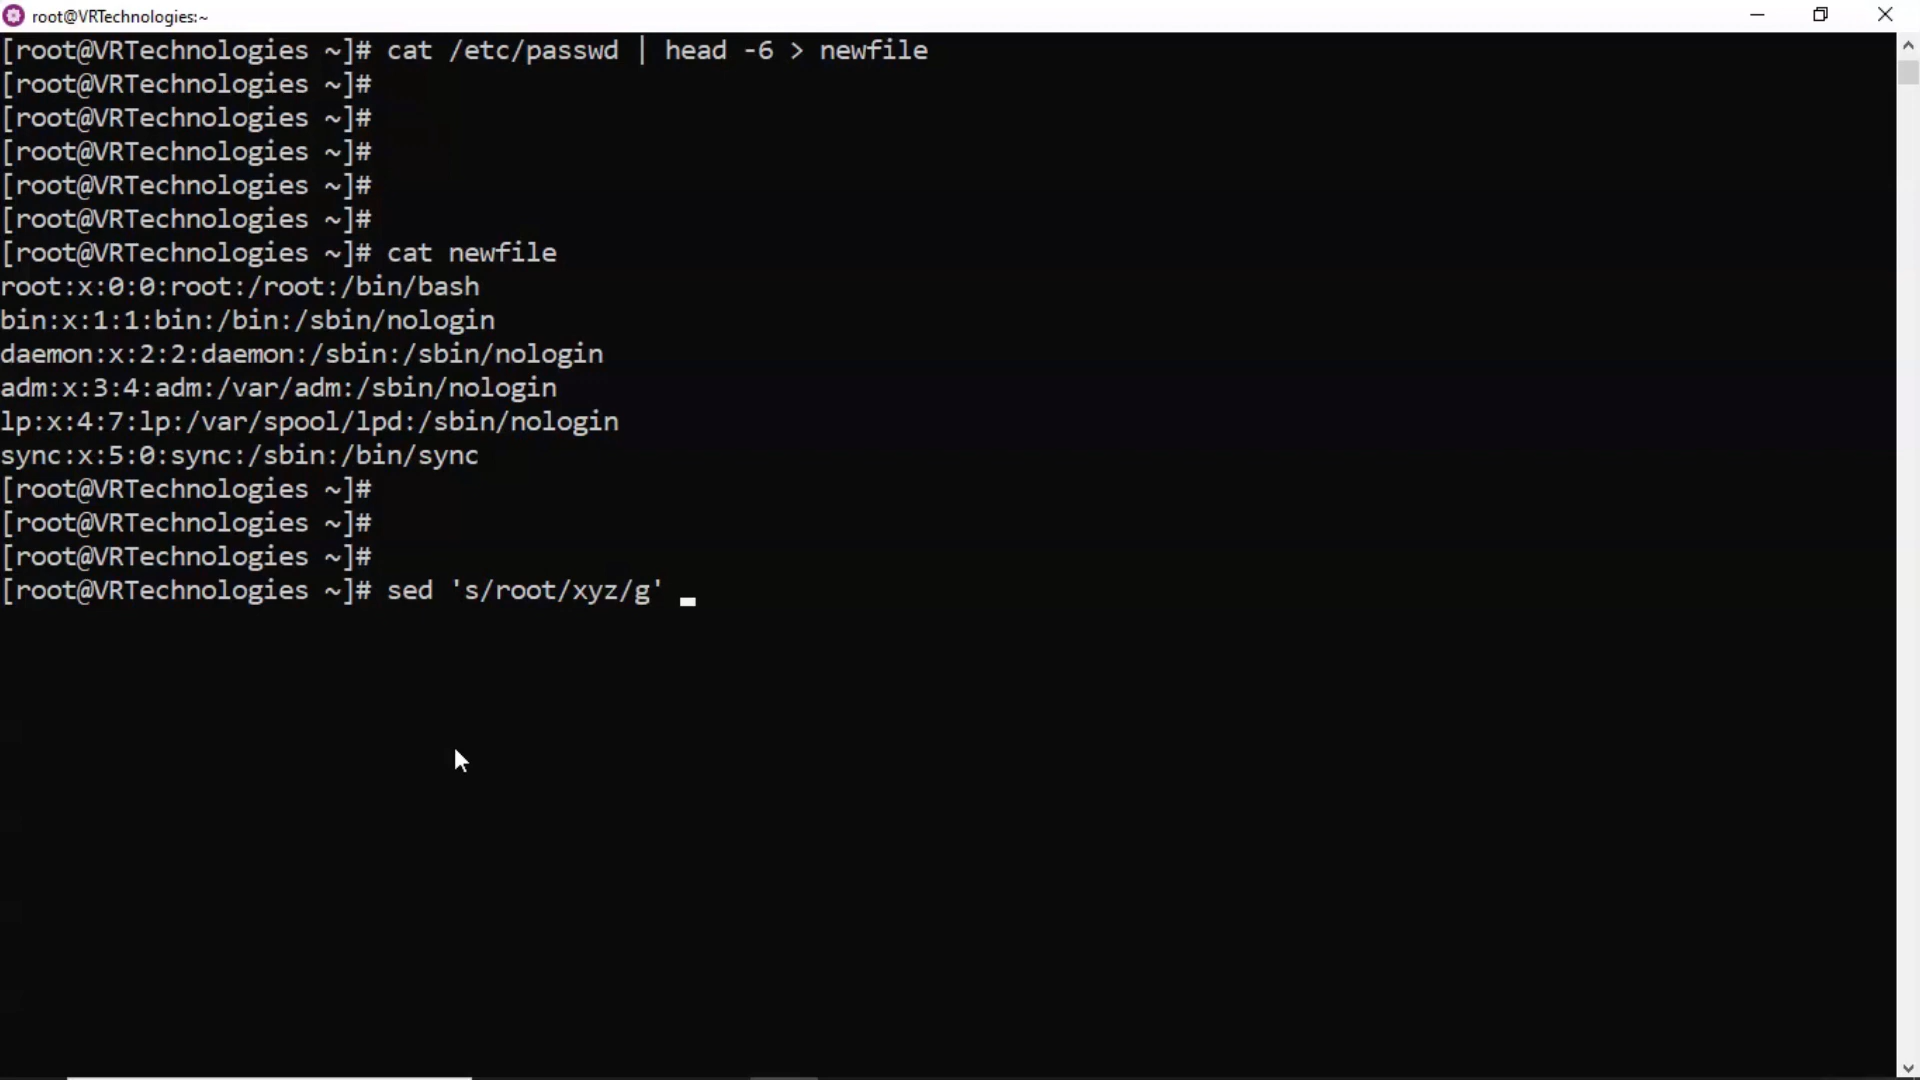 root@VRTechnologies:~
[root@VRTechnologies ~]# cat /etc/passwd | head -6 > newfile
[root@VRTechnologies ~]#
[root@VRTechnologies ~]#
[root@VRTechnologies ~]#
[root@VRTechnologies ~]#
[root@VRTechnologies ~]#
[root@VRTechnologies ~]# cat newfile
root:x:0:0:root:/root:/bin/bash
bin:x:1:1:bin:/bin:/sbin/nologin
daemon:x:2:2:daemon:/sbin:/sbin/nologin
adm:x:3:4:adm:/var/adm:/sbin/nologin
lp:x:4:7:lp:/var/spool/lpd:/sbin/nologin
sync:x:5:0:sync:/sbin:/bin/sync
[root@VRTechnologies ~]#
[root@VRTechnologies ~]#
[root@VRTechnologies ~]#
[root@VRTechnologies ~]# sed 's/root/xyz/g'